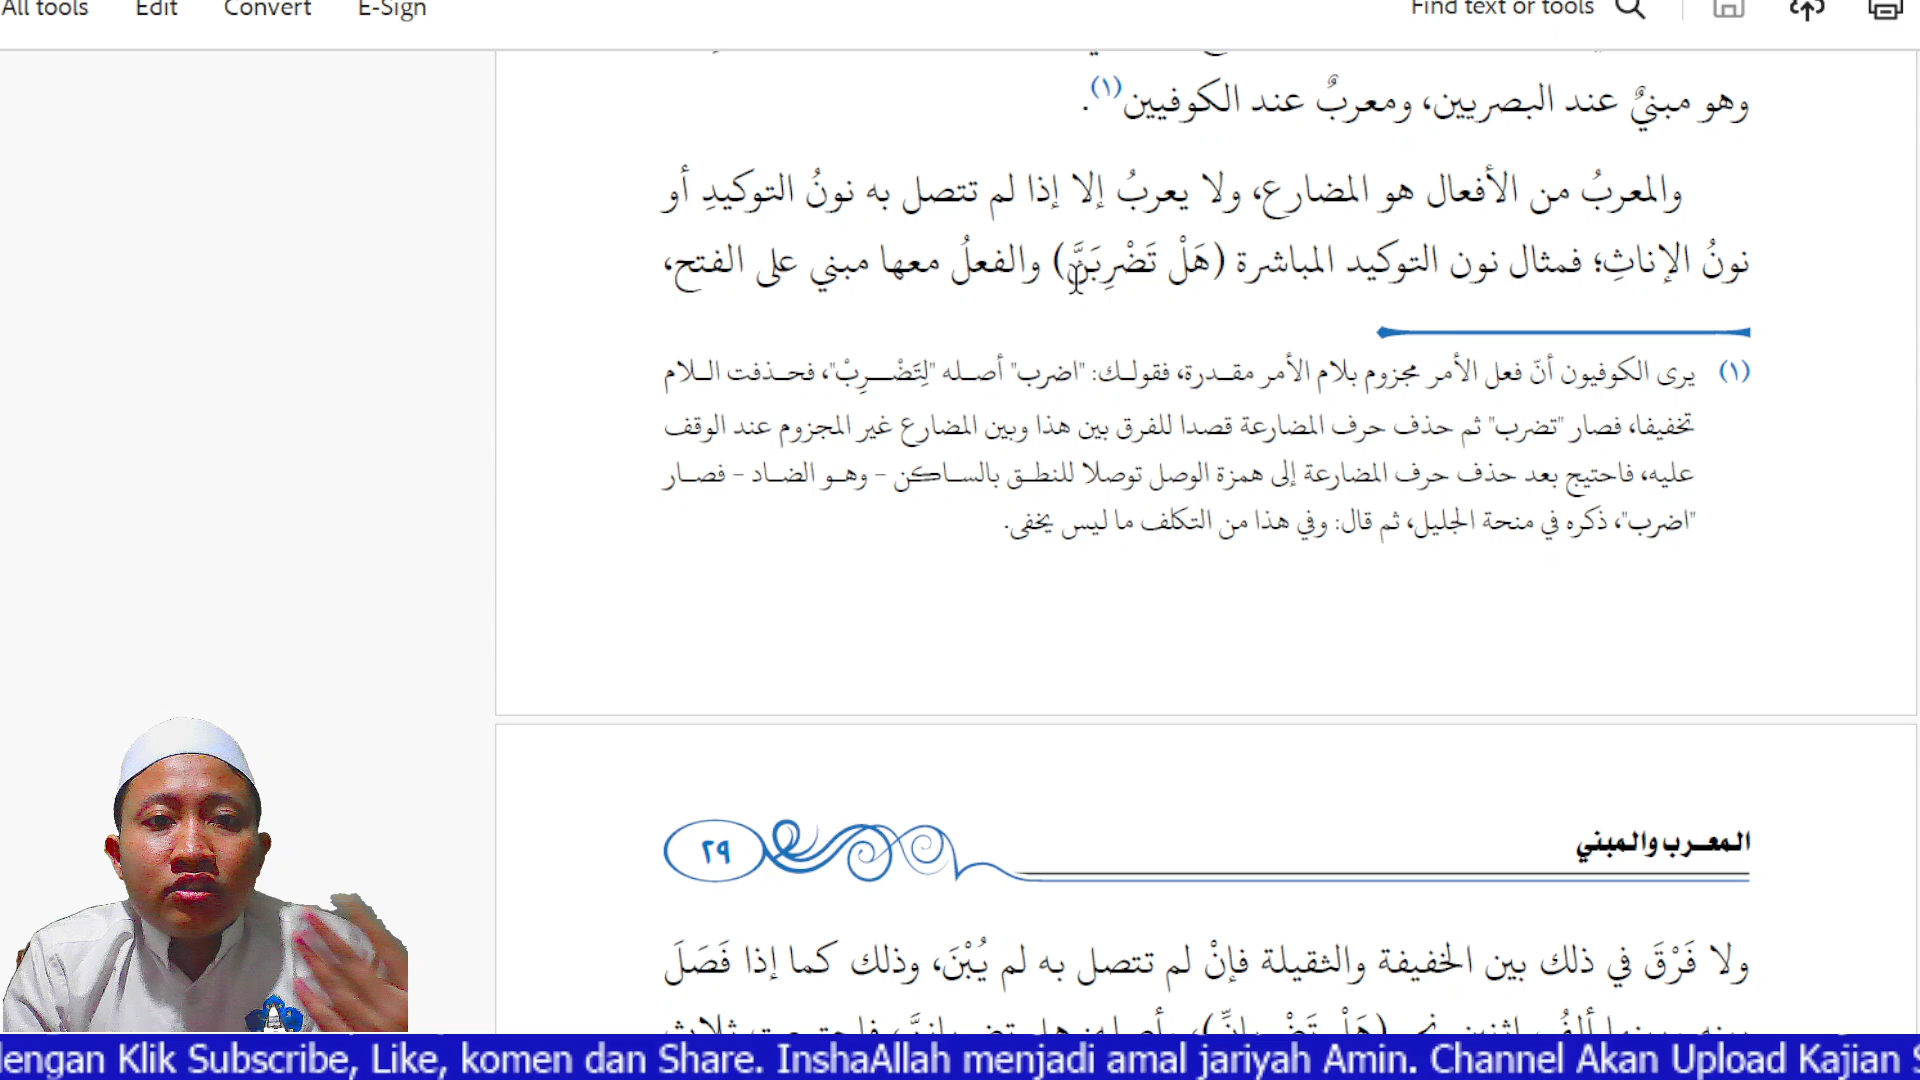 All tools Edit Convert E-Sign Find text or tools
وهو مبنيٌّ عند البصريين، ومعربٌ عند الكوفيين(١).
والمعربُ من الأفعال هو المضارع، ولا يعربُ إلا إذا لم تتصل به نونُ التوكيدِ أو
نونُ الإناثِ؛ فمثال نون التوكيد المباشرة (هَلْ تَضْرِبَنَّ) والفعلُ معها مبني على الفتح،
(١) يرى الكوفيون أنّ فعل الأمر مجزوم بلام الأمر مقدرة، فقولك: "اضرب" أصله "لِتَضْرِبْ"، فحذفت اللام
تخفيفا، فصار "تضرب" ثم حذف حرف المضارعة قصدا للفرق بين هذا وبين المضارع غير المجزوم عند الوقف
عليه، فاحتيج بعد حذف حرف المضارعة إلى همزة الوصل توصلا للنطق بالساكن - وهو الضاد - فصار
"اضرب"، ذكره في منحة الجليل، ثم قال: وفي هذا من التكلف ما ليس يخفى.
المعرب والمبني ٢٩
ولا فَرْقَ في ذلك بين الخفيفة والثقيلة فإنْ لم تتصل به لم يُبْنَ، وذلك كما إذا فَصَلَ
dengan Klik Subscribe, Like, komen dan Share. InshaAllah menjadi amal jariyah Amin. Channel Akan Upload Kajian